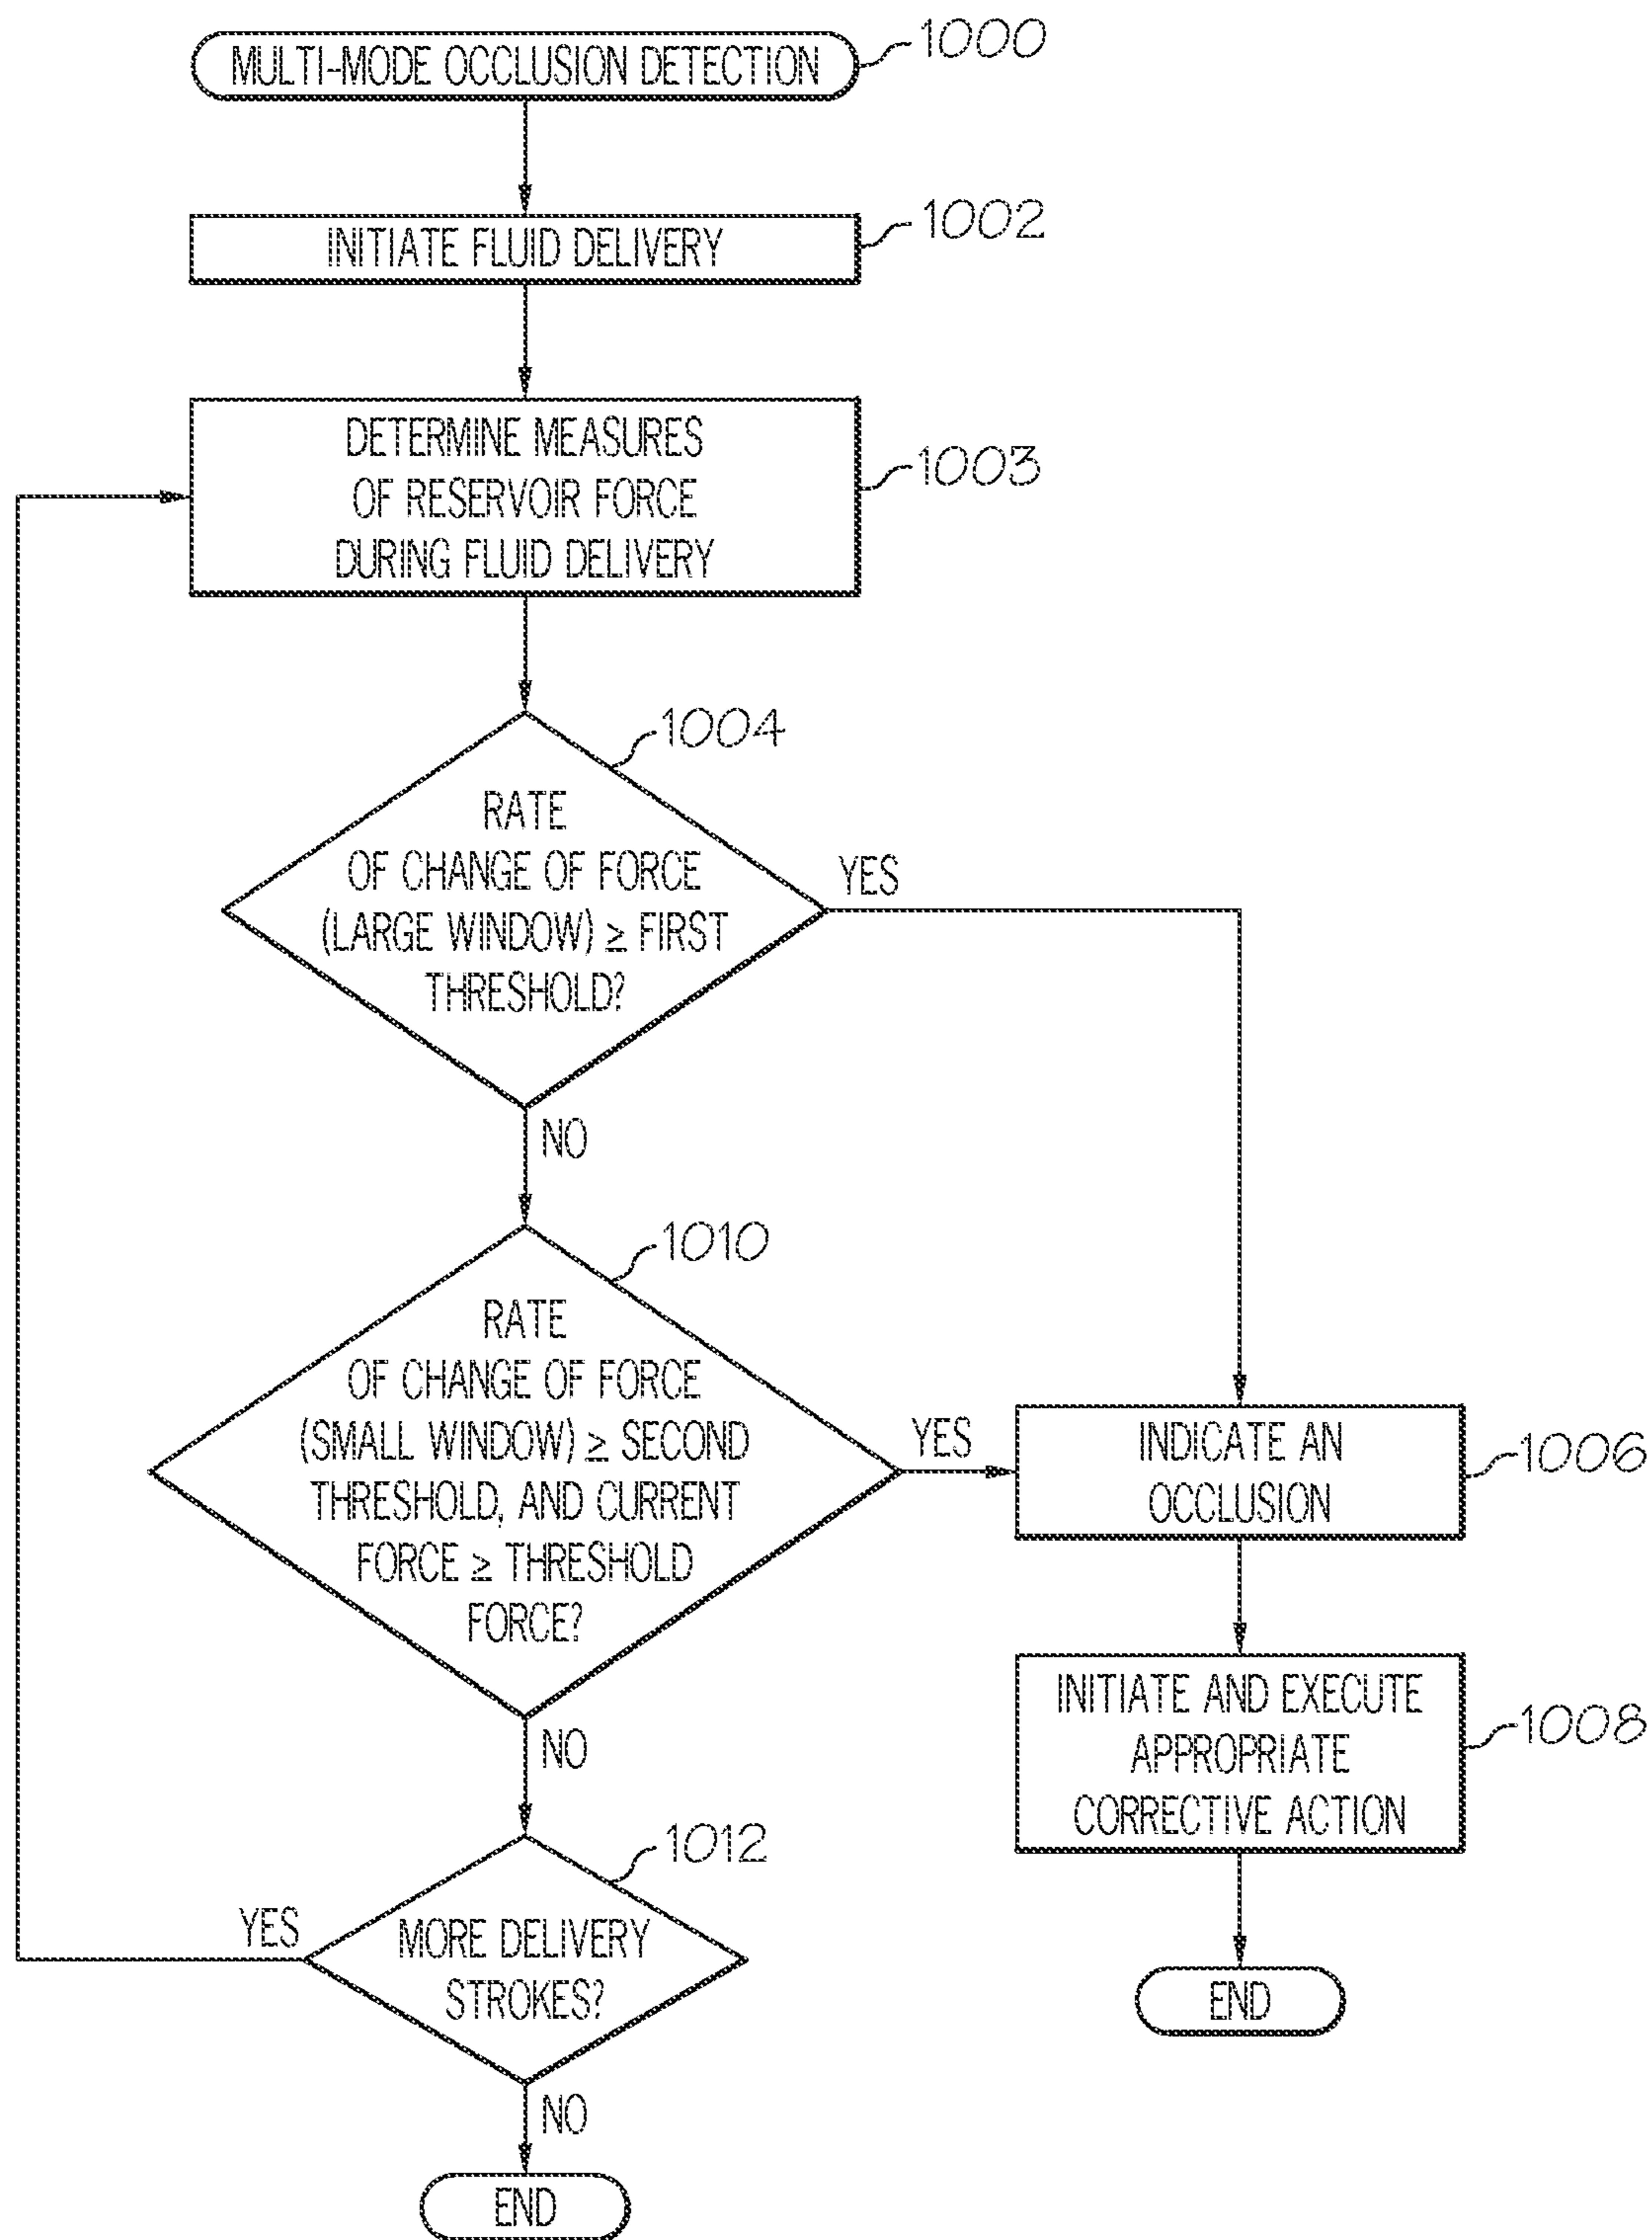 MULTI-MODE OCCLUSION DETECTION
1000
INITIATE FLUID DELIVERY
1002
DETERMINE MEASURES
OF RESERVOIR FORCE
DURING FLUID DELIVERY
1003
1004
RATE
OF CHANGE OF FORCE
(LARGE WINDOW) ≥ FIRST
THRESHOLD?
YES
NO
1010
RATE
OF CHANGE OF FORCE
(SMALL WINDOW) ≥ SECOND
THRESHOLD, AND CURRENT
FORCE ≥ THRESHOLD
FORCE?
YES
NO
INDICATE AN
OCCLUSION
1006
INITIATE AND EXECUTE
APPROPRIATE
CORRECTIVE ACTION
1008
END
1012
MORE DELIVERY
STROKES?
YES
NO
END